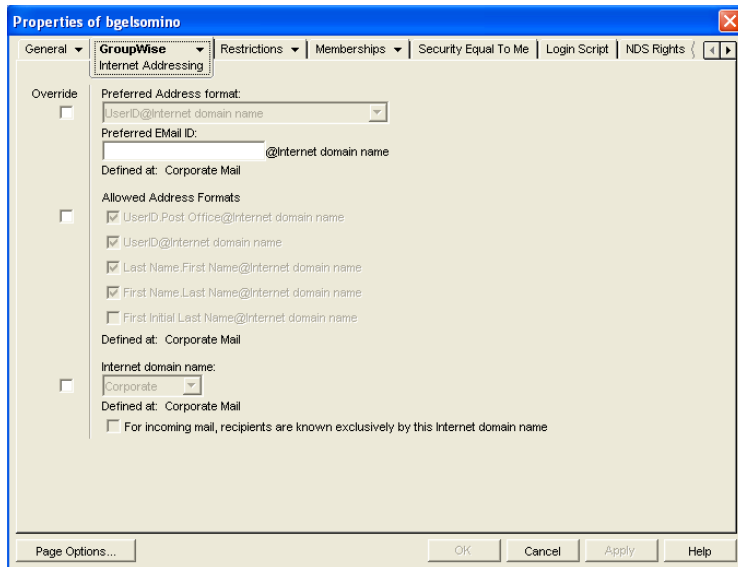 Properties of bgelsomino
General GroupWise Restrictions Memberships Security Equal To Me Login Script NDS Rights
Internet Addressing
Override Preferred Address format:
UserID@Internet domain name
Preferred EMail ID:
@Internet domain name
Defined at: Corporate Mail
Allowed Address Formats
UserID.Post Office@Internet domain name
UserID@Internet domain name
Last Name.First Name@Internet domain name
First Name.Last Name@Internet domain name
First Initial Last Name@Internet domain name
Defined at: Corporate Mail
Internet domain name:
Corporate
Defined at: Corporate Mail
For incoming mail, recipients are known exclusively by this Internet domain name
Page Options... OK Cancel Apply Help